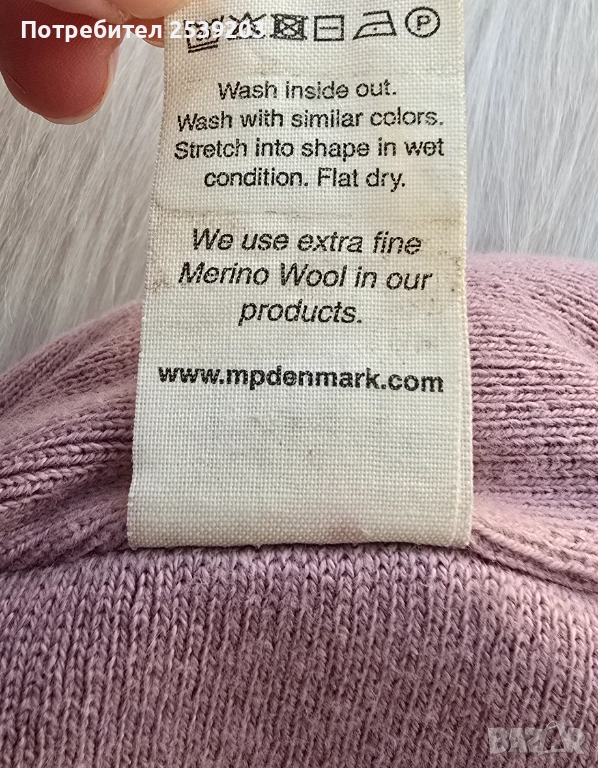 Потребител 2539203
P
Wash inside out.
Wash with similar colors.
Stretch into shape in wet
condition. Flat dry.
We use extra fine
Merino Wool in our
products.
www.mpdenmark.com
BAZAR